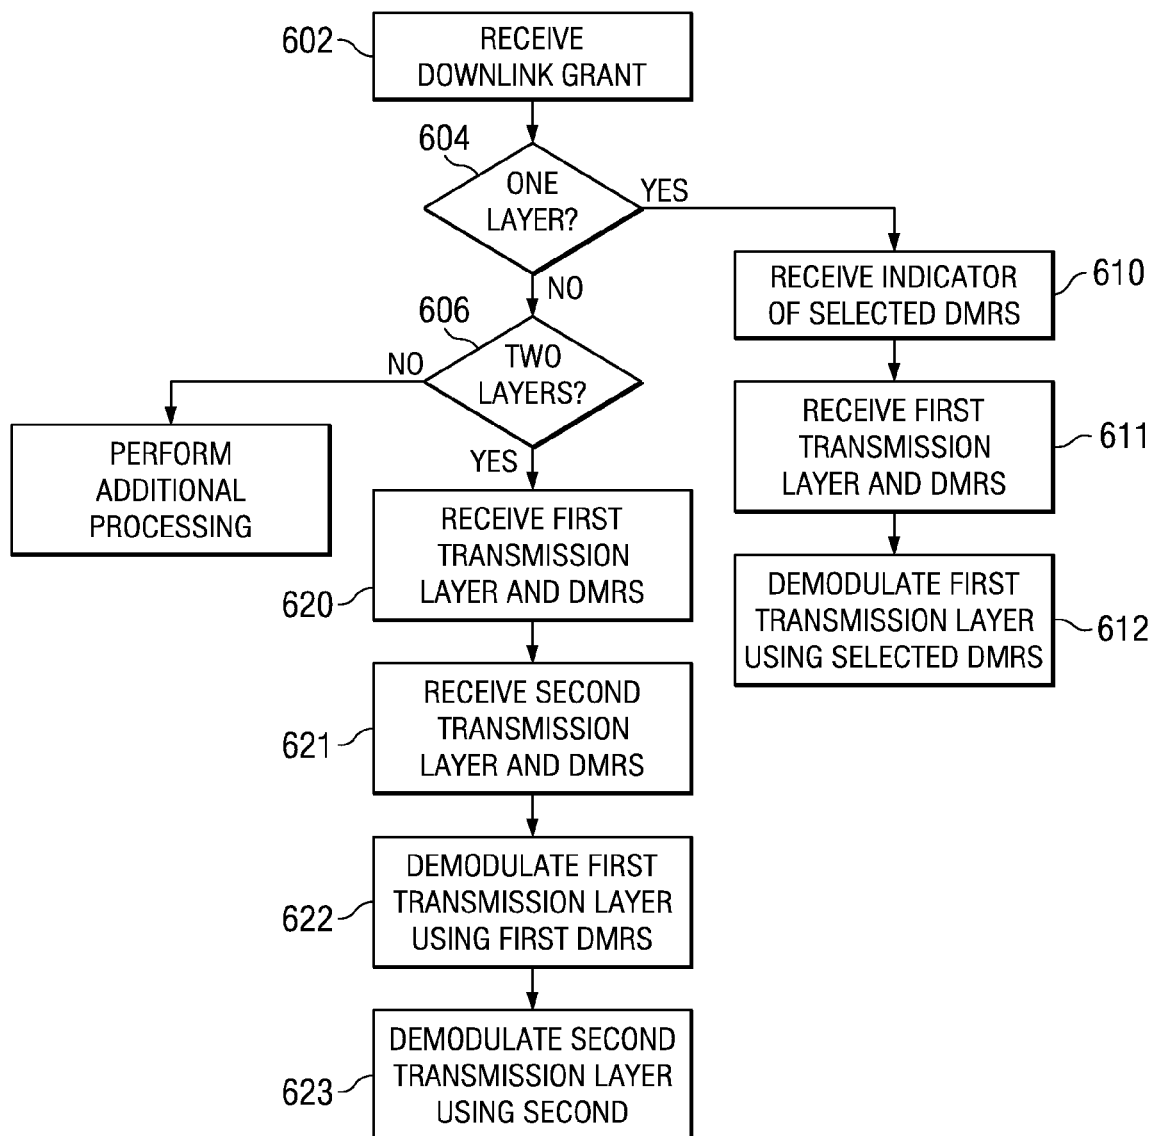 602
RECEIVE
DOWNLINK GRANT
604
ONE
LAYER?
YES
NO
RECEIVE INDICATOR
OF SELECTED DMRS
610
606
TWO
LAYERS?
NO
YES
RECEIVE FIRST
TRANSMISSION
LAYER AND DMRS
611
PERFORM
ADDITIONAL
PROCESSING
RECEIVE FIRST
TRANSMISSION
LAYER AND DMRS
620
DEMODULATE FIRST
TRANSMISSION LAYER
USING SELECTED DMRS
612
RECEIVE SECOND
TRANSMISSION
LAYER AND DMRS
621
DEMODULATE FIRST
TRANSMISSION LAYER
USING FIRST DMRS
622
DEMODULATE SECOND
TRANSMISSION LAYER
USING SECOND
623